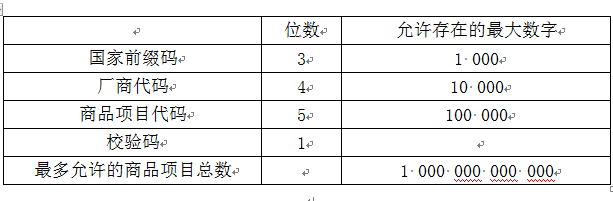 位数 允许存在的最大数字
国家前缀码 3 1 000
厂商代码 4 10 000
商品项目代码 5 100 000
校验码 1
最多允许的商品项目总数 1 000 000 000 000